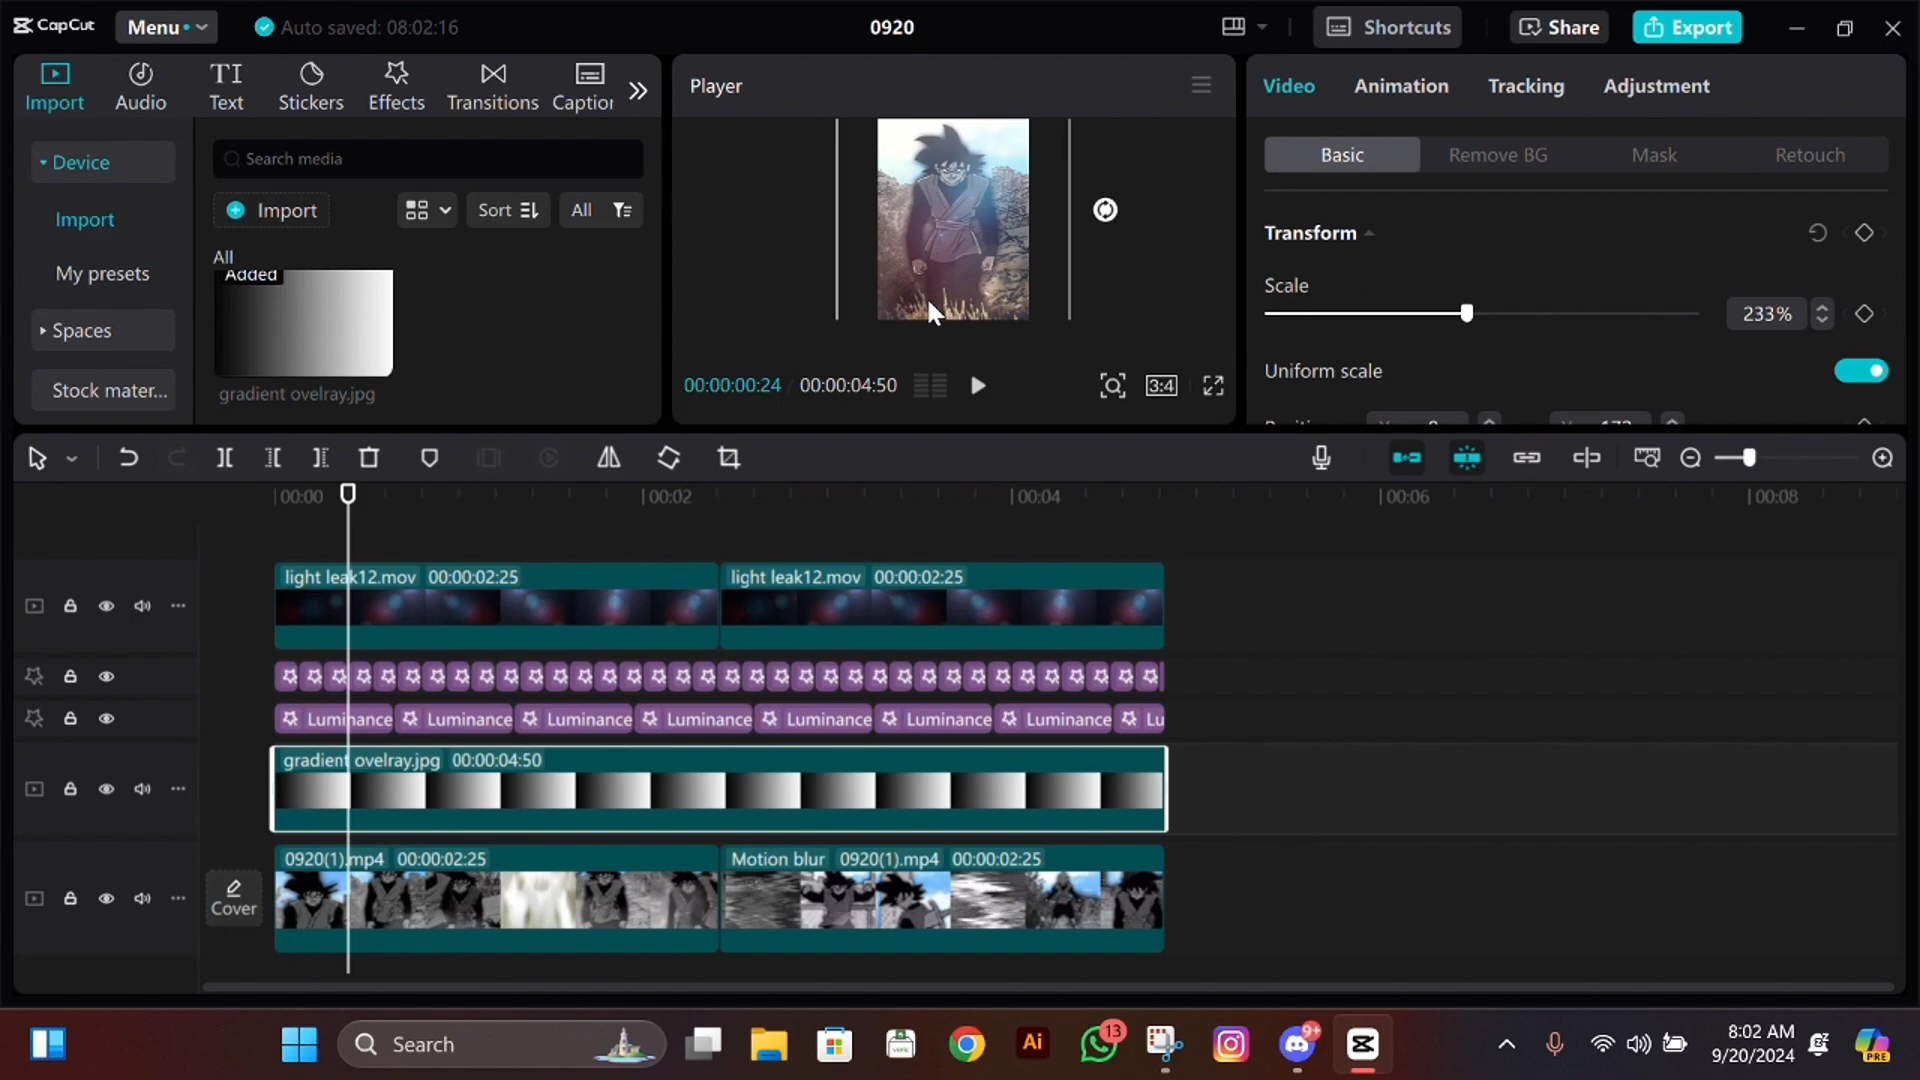 CapCut
Menu
Auto saved: 08:02:16
0920
Shortcuts
Share
Export
Import
Audio
TI
Text
Stickers
Effects
Transitions
Caption
Player
Video
Animation
Tracking
Adjustment
Device
Search media
Basic
Remove BG
Mask
Retouch
Import
Import
Sort
All
My presets
All
Added
Transform
Scale
233%
Spaces
Uniform scale
Stock mater...
gradient ovelray.jpg
00:00:00:24 / 00:00:04:50
3:4
00:00
00:02
00:04
00:06
00:08
light leak12.mov 00:00:02:25
light leak12.mov 00:00:02:25
Luminance
Luminance
Luminance
Luminance
Luminance
Luminance
Luminance
Lu
gradient ovelray.jpg 00:00:04:50
0920(1).mp4 00:00:02:25
Motion blur 0920(1).mp4 00:00:02:25
Cover
Search
Ai
13
9+
8:02 AM
9/20/2024
PRE